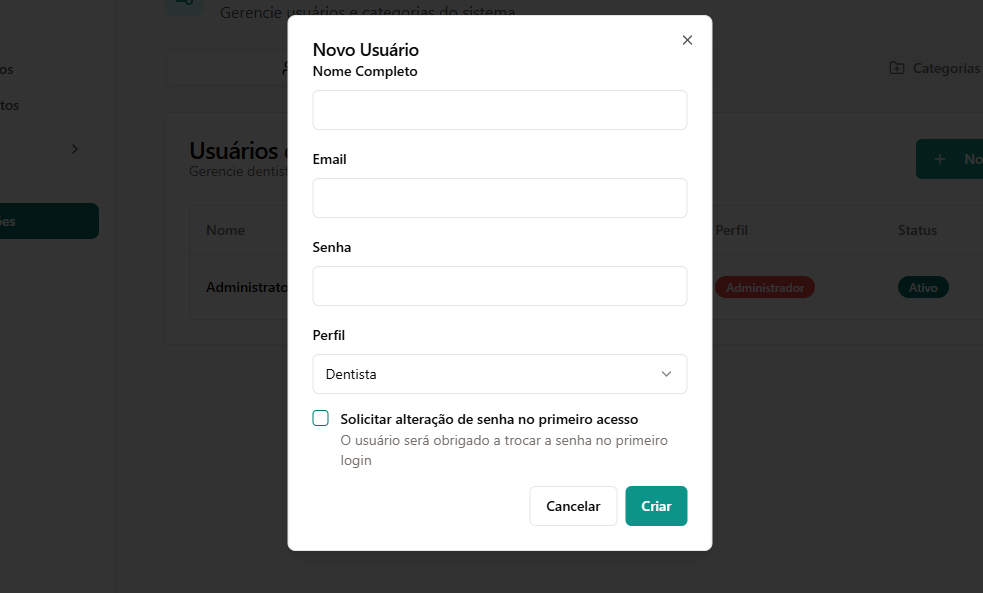 Gerencie usuários e categorias do sistema
os
Categorias
tos
Usuários
Gerencie dentist
No
es
Nome
Perfil
Status
Administrato
Administrador
Ativo
Novo Usuário
Nome Completo
Email
Senha
Perfil
Dentista
Solicitar alteração de senha no primeiro acesso
O usuário será obrigado a trocar a senha no primeiro
login
Cancelar
Criar